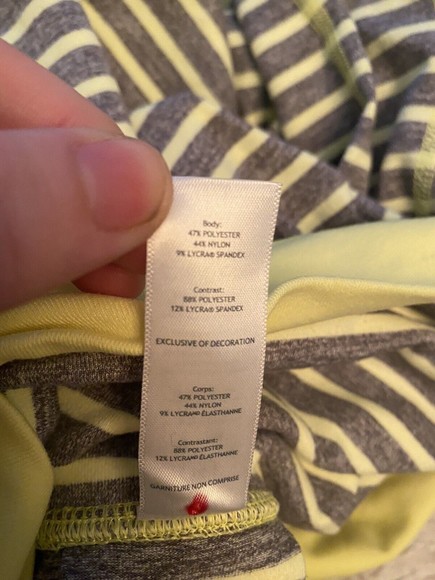 Body:
47% POLYESTER
44% NYLON
9% LYCRA® SPANDEX
Contrast:
88% POLYESTER
12% LYCRA® SPANDEX
EXCLUSIVE OF DECORATION
Corps:
47% POLYESTER
44% NYLON
9% LYCRA® ÉLASTHANNE
Contrastant:
88% POLYESTER
12% LYCRA® ÉLASTHANNE
GARNITURE NON COMPRISE